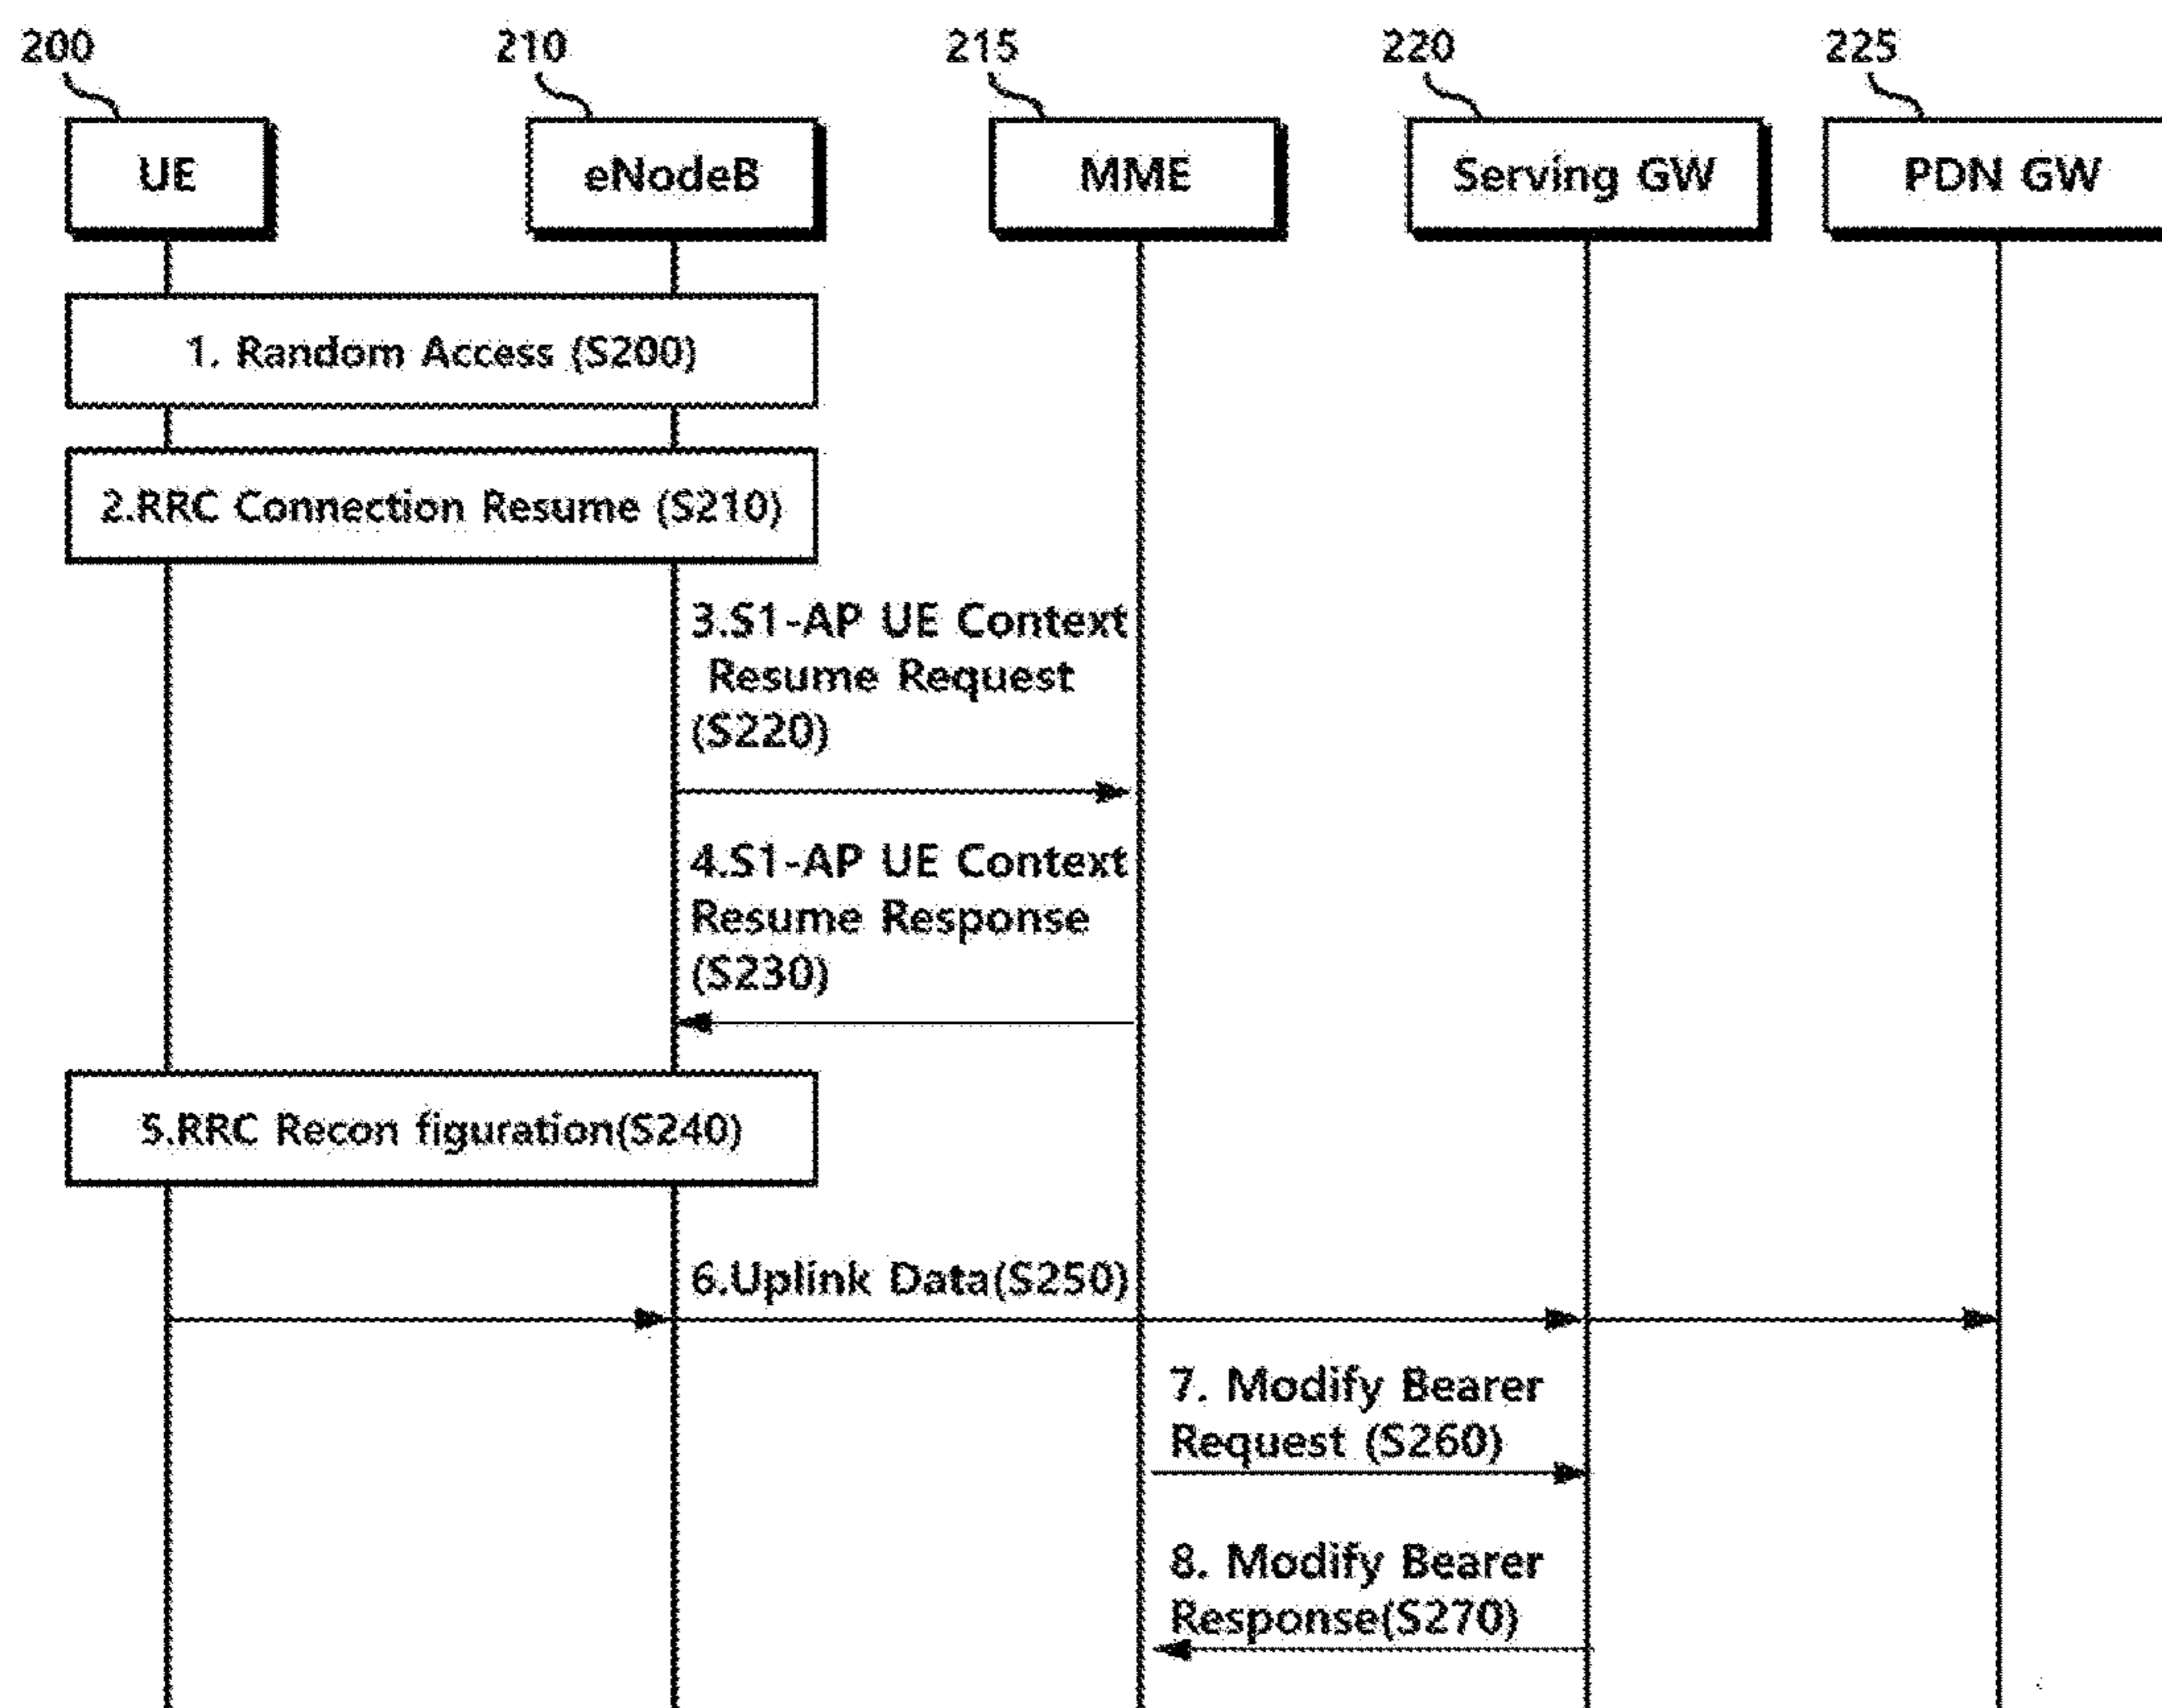 200
210
215
220
225
UE
eNodeB
MME
Serving GW
PDN GW
1. Random Access (S200)
2.RRC Connection Resume (S210)
3.S1-AP UE Context
Resume Request
(S220)
4.S1-AP UE Context
Resume Response
(S230)
5.RRC Recon figuration(S240)
6.Uplink Data(S250)
7. Modify Bearer
Request (S260)
8. Modify Bearer
Response(S270)